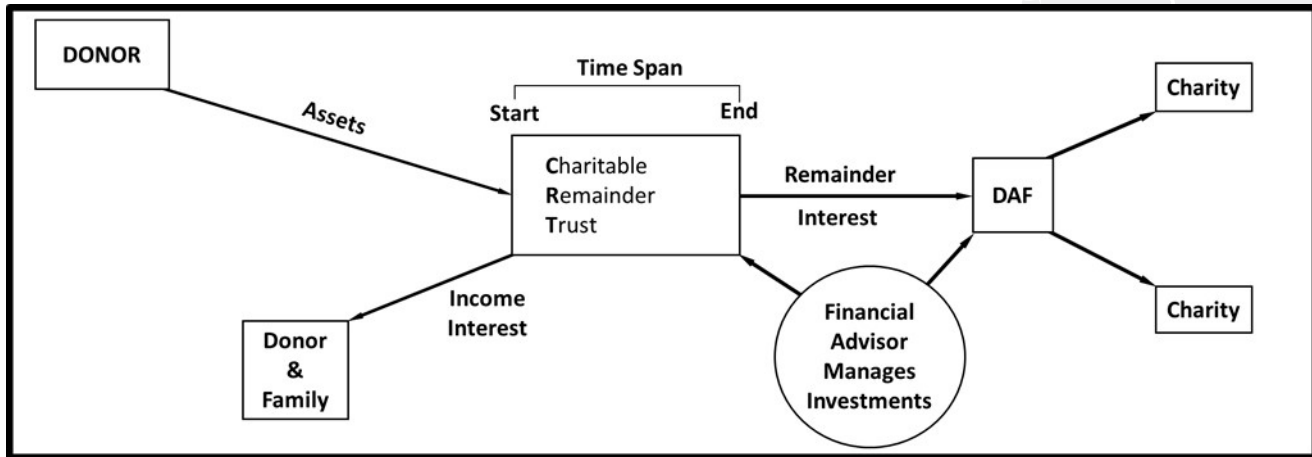 DONOR
Assets
Time Span
Start
End
Charitable
Remainder
Trust
Income
Interest
Donor
&
Family
Remainder
Interest
DAF
Financial
Advisor
Manages
Investments
Charity
Charity